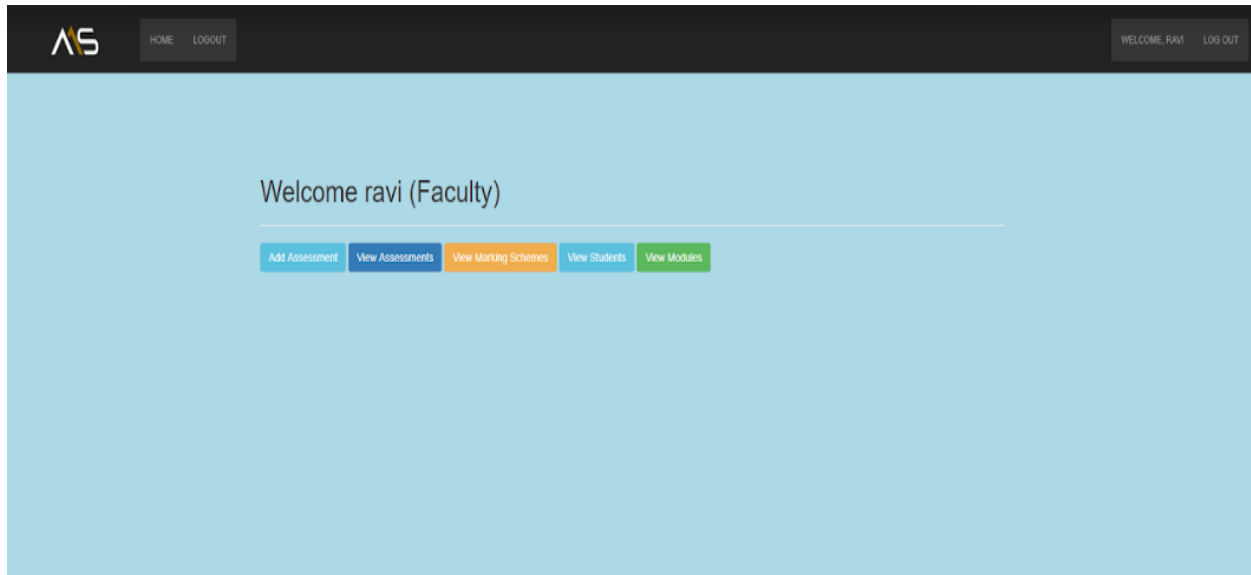 AAS HOME LOGOUT WELCOME, RAVI LOG OUT
Welcome ravi (Faculty)
Add Assessment View Assessments View Marking Schemes View Students View Modules